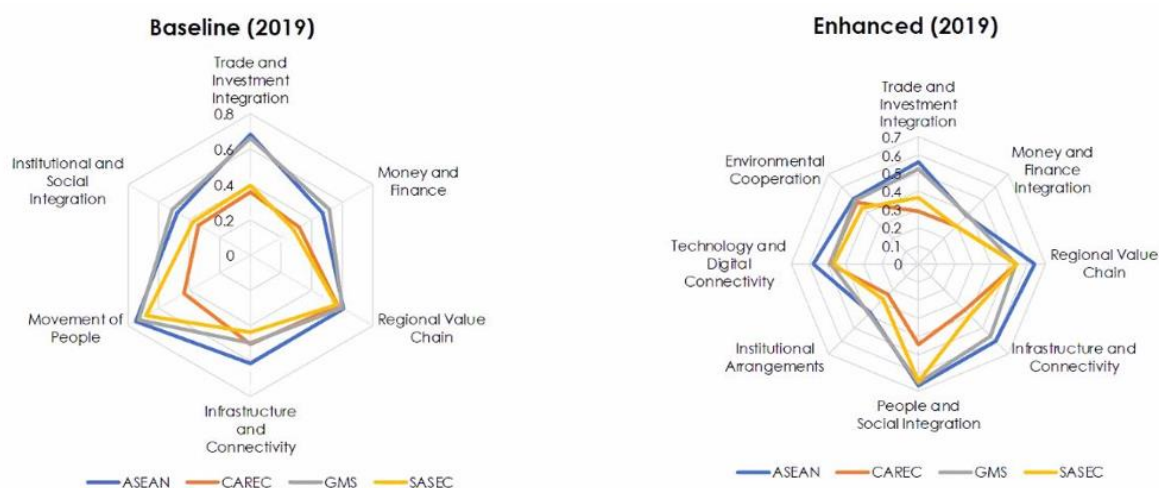 Baseline (2019)
Trade and
Investment
Integration
0.8
0.6
0.4
0.2
0
Money and
Finance
Regional Value
Chain
Infrastructure
and
Connectivity
Movement of
People
Institutional and
Social
Integration
ASEAN CAREC GMS SASEC
Enhanced (2019)
Trade and
Investment
Integration
0.7
0.6
0.5
0.4
0.3
0.2
0.1
0
Money and
Finance
Integration
Regional Value
Chain
Infrastructure and
Connectivity
People and
Social Integration
Institutional
Arrangements
Technology and
Digital
Connectivity
Environmental
Cooperation
ASEAN CAREC GMS SASEC